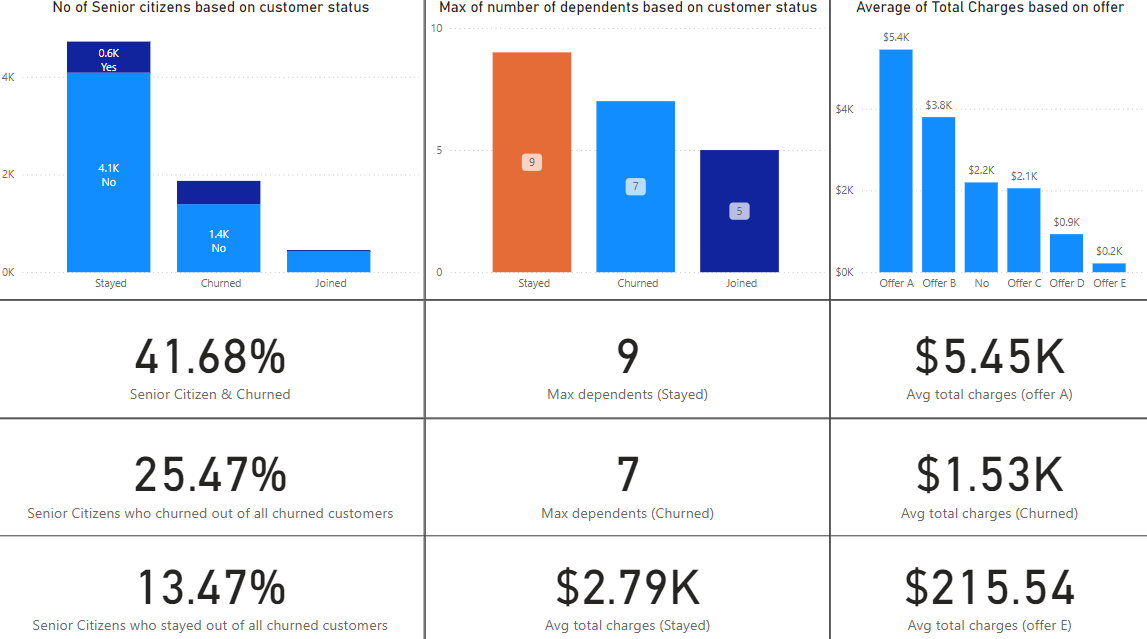 No of Senior citizens based on customer status
4K
2K
0K
0.6K
Yes
4.1K
No
1.4K
No
Stayed
Churned
Joined
Max of number of dependents based on customer status
10
5
0
9
7
5
Stayed
Churned
Joined
Average of Total Charges based on offer
$4K
$2K
$0K
$5.4K
$3.8K
$2.2K
$2.1K
$0.9K
$0.2K
Offer A
Offer B
No
Offer C
Offer D
Offer E
41.68%
Senior Citizen & Churned
9
Max dependents (Stayed)
$5.45K
Avg total charges (offer A)
25.47%
Senior Citizens who churned out of all churned customers
7
Max dependents (Churned)
$1.53K
Avg total charges (Churned)
13.47%
Senior Citizens who stayed out of all churned customers
$2.79K
Avg total charges (Stayed)
$215.54
Avg total charges (offer E)